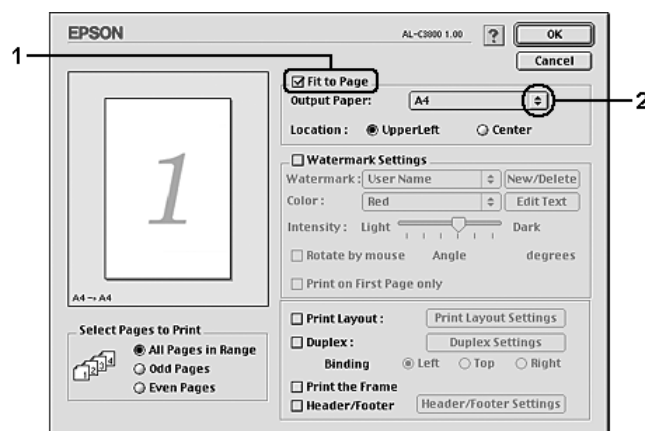 EPSON
AL-C3800 1.00
?
OK
Cancel
1
Fit to Page
Output Paper: A4
2
Location : UpperLeft Center
1
A4 → A4
Watermark Settings
Watermark: User Name New/Delete
Color : Red Edit Text
Intensity : Light Dark
Rotate by mouse Angle degrees
Print on First Page only
Select Pages to Print
1 2 3 4
All Pages in Range
Odd Pages
Even Pages
Print Layout : Print Layout Settings
Duplex : Duplex Settings
Binding Left Top Right
Print the Frame
Header/Footer Header/Footer Settings